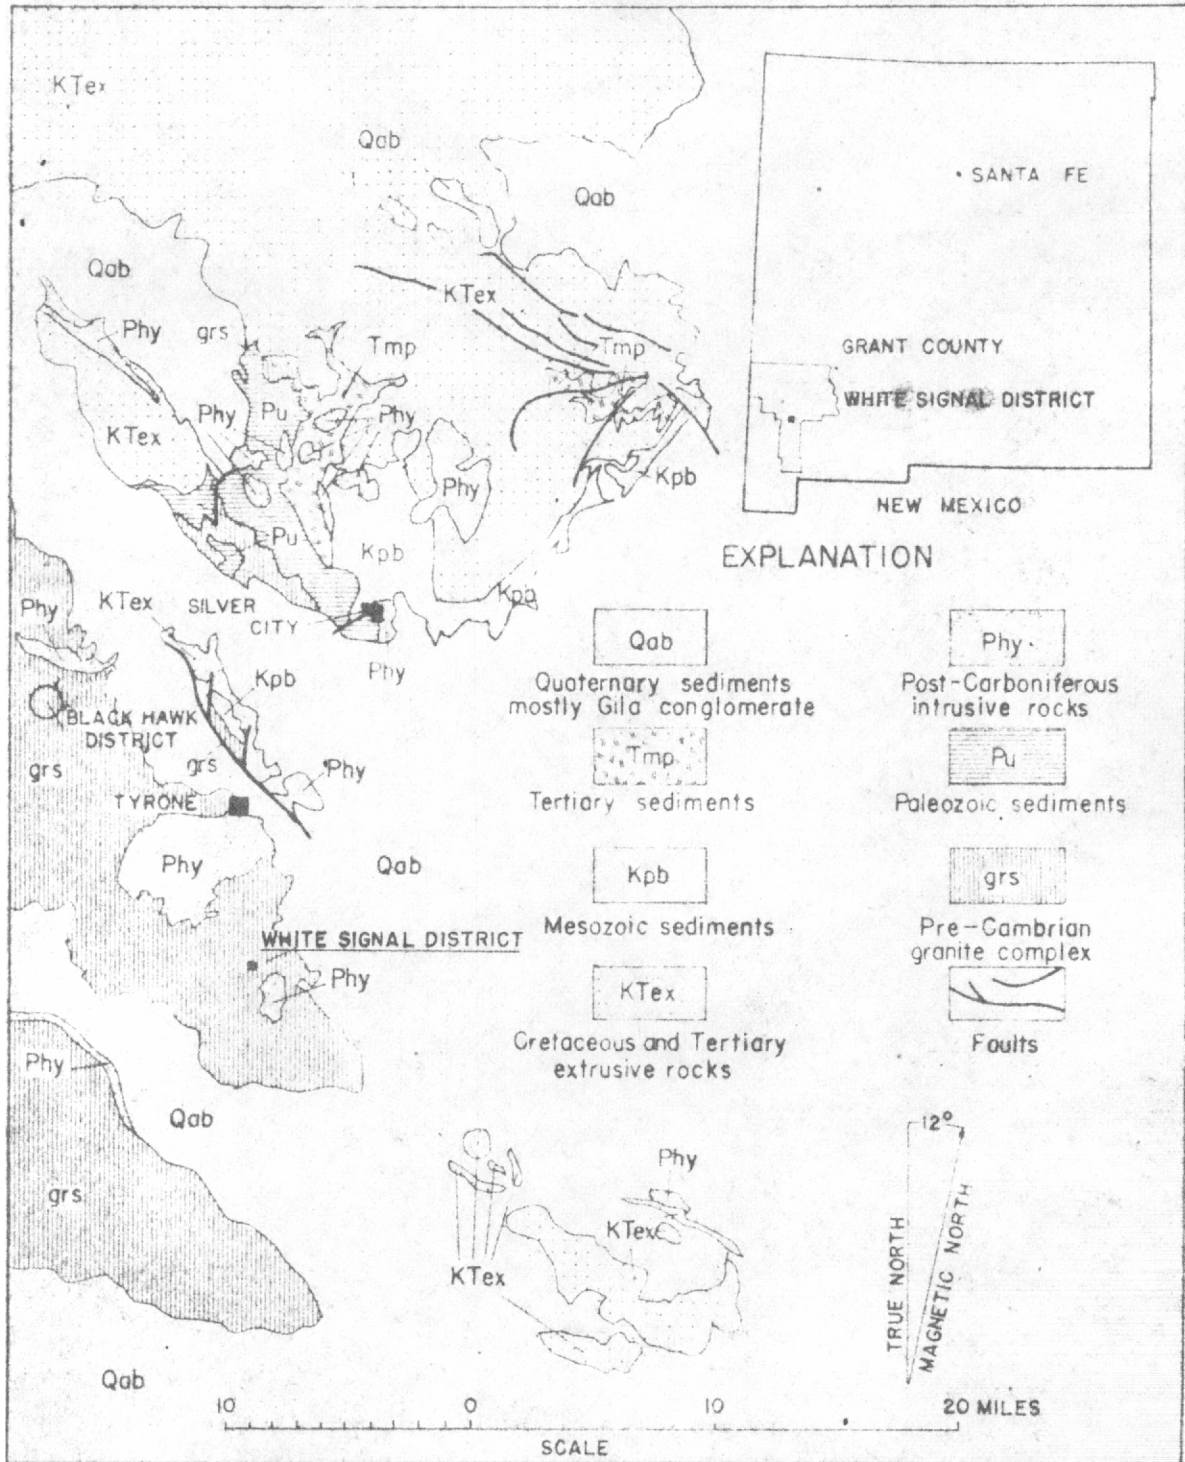 KTex
Qab
Qab
SANTA FE
Qab
KTex
Phy
grs
Tmp
Tmp
GRANT COUNTY
WHITE SIGNAL DISTRICT
Phy
Pu
Phy
KTex
Phy
Kpb
NEW MEXICO
Pu
Kpb
EXPLANATION
Phy
KTex
SILVER
CITY
Kpb
Phy
Kpb
BLACK HAWK
DISTRICT
grs
grs
Phy
TYRONE
Phy
Qab
WHITE SIGNAL DISTRICT
Phy
Phy
Qab
grs
Qab
Phy
KTex
KTex
Qab
Quaternary sediments
mostly Gila conglomerate
Phy
Post-Carboniferous
intrusive rocks
Tmp
Tertiary sediments
Pu
Paleozoic sediments
Kpb
Mesozoic sediments
grs
Pre-Cambrian
granite complex
KTex
Cretaceous and Tertiary
extrusive rocks
Faults
12°
TRUE NORTH
MAGNETIC NORTH
10 0 10 20 MILES
SCALE